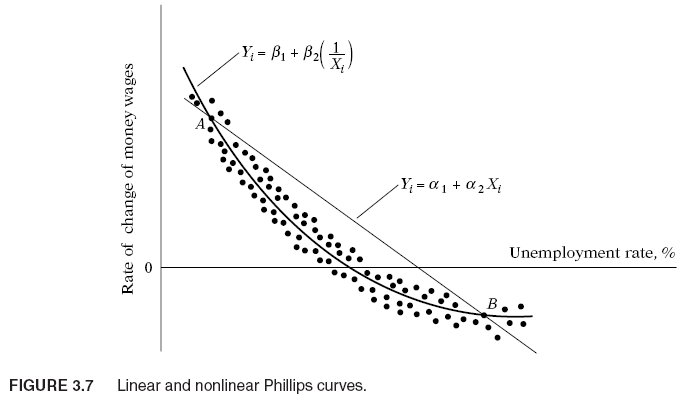 Yᵢ = β₁ + β₂(1/Xᵢ)
Rate of change of money wages
A
Yᵢ = α₁ + α₂Xᵢ
Unemployment rate, %
0
B
FIGURE 3.7 Linear and nonlinear Phillips curves.